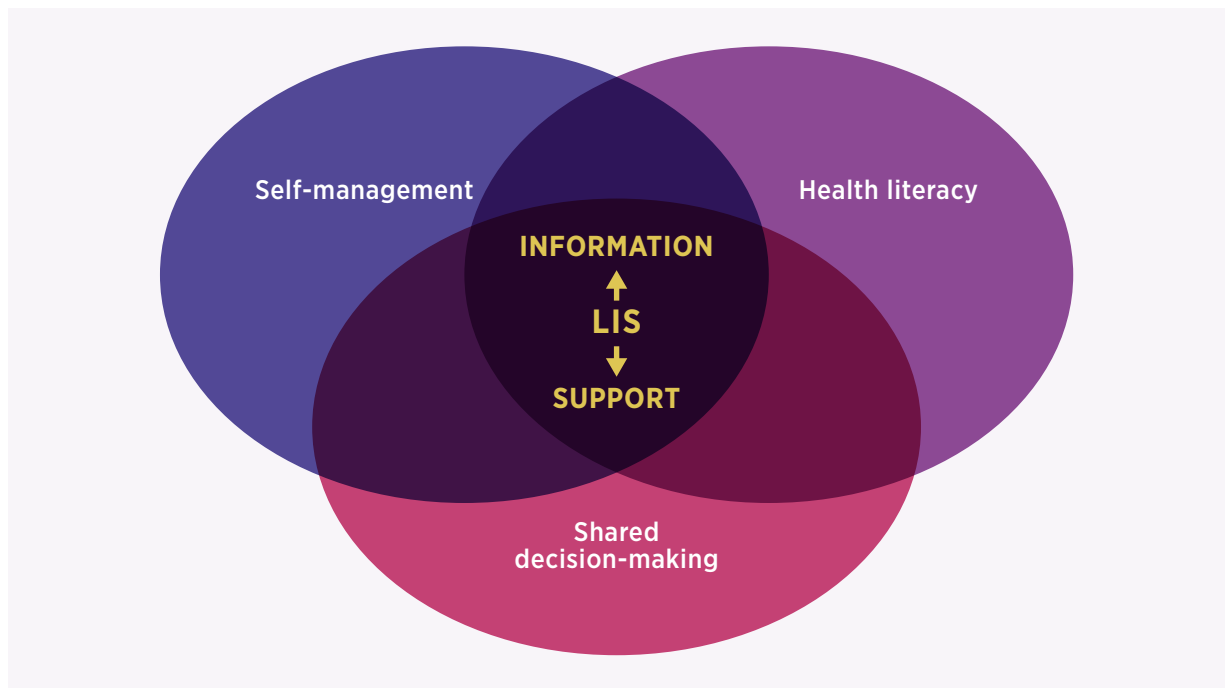 Self-management
Health literacy
INFORMATION
LIS
SUPPORT
Shared
decision-making